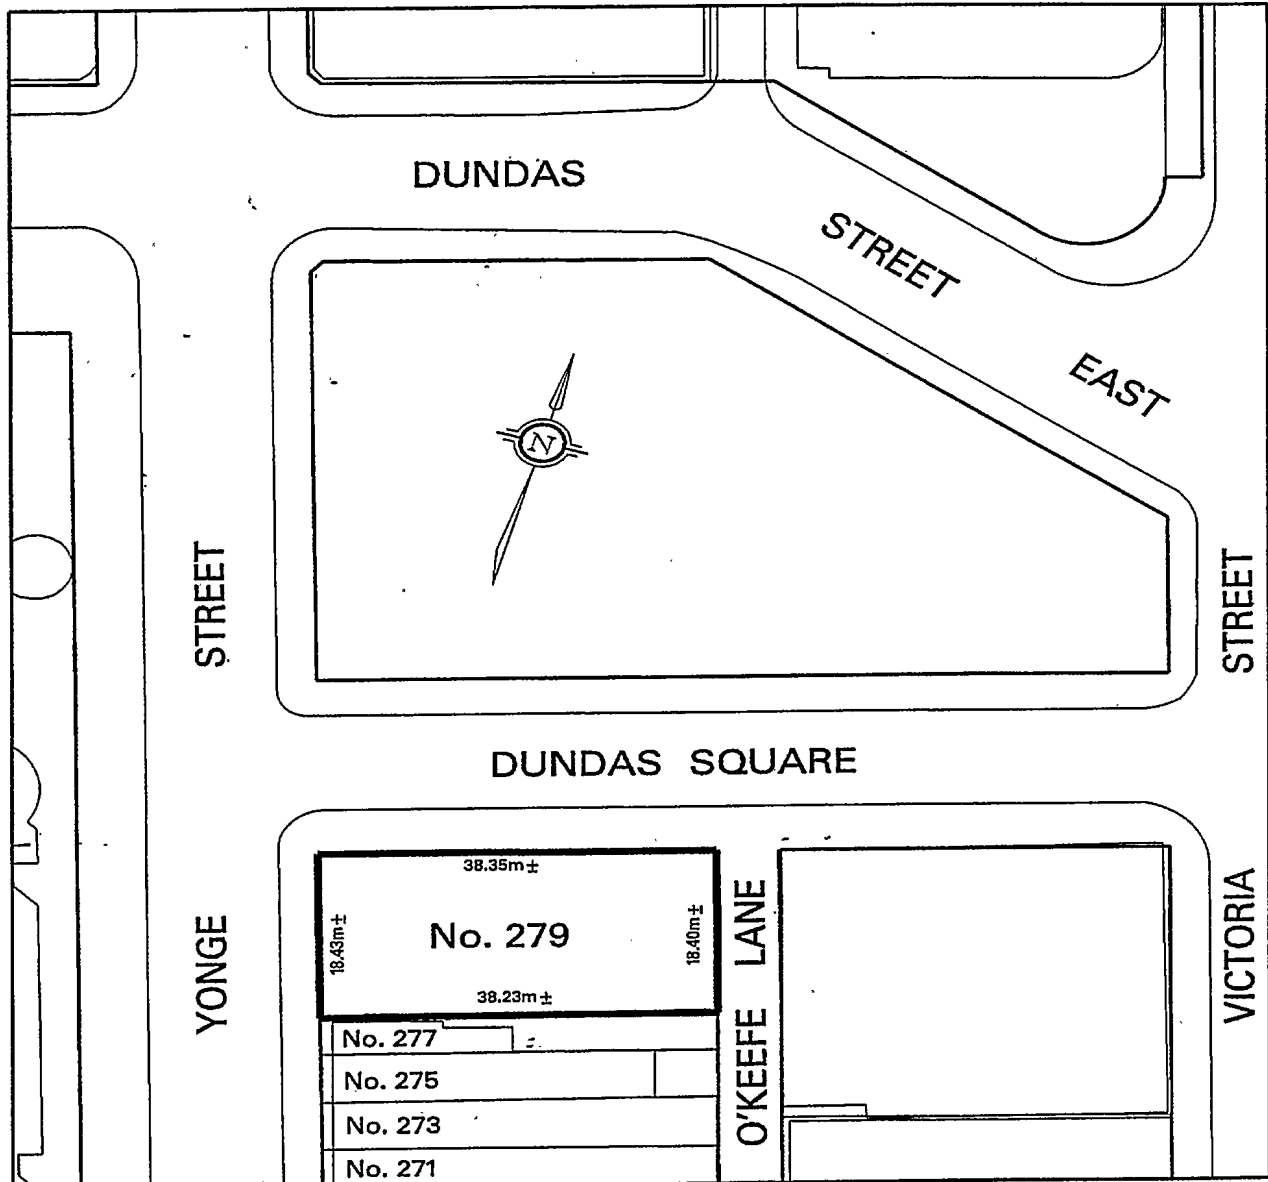 DUNDAS
STREET
EAST
N
STREET
STREET
DUNDAS SQUARE
38.35m±
18.43m±
No. 279
18.40m±
38.23m±
YONGE
O'KEEFE LANE
VICTORIA
No. 277
No. 275
No. 273
No. 271